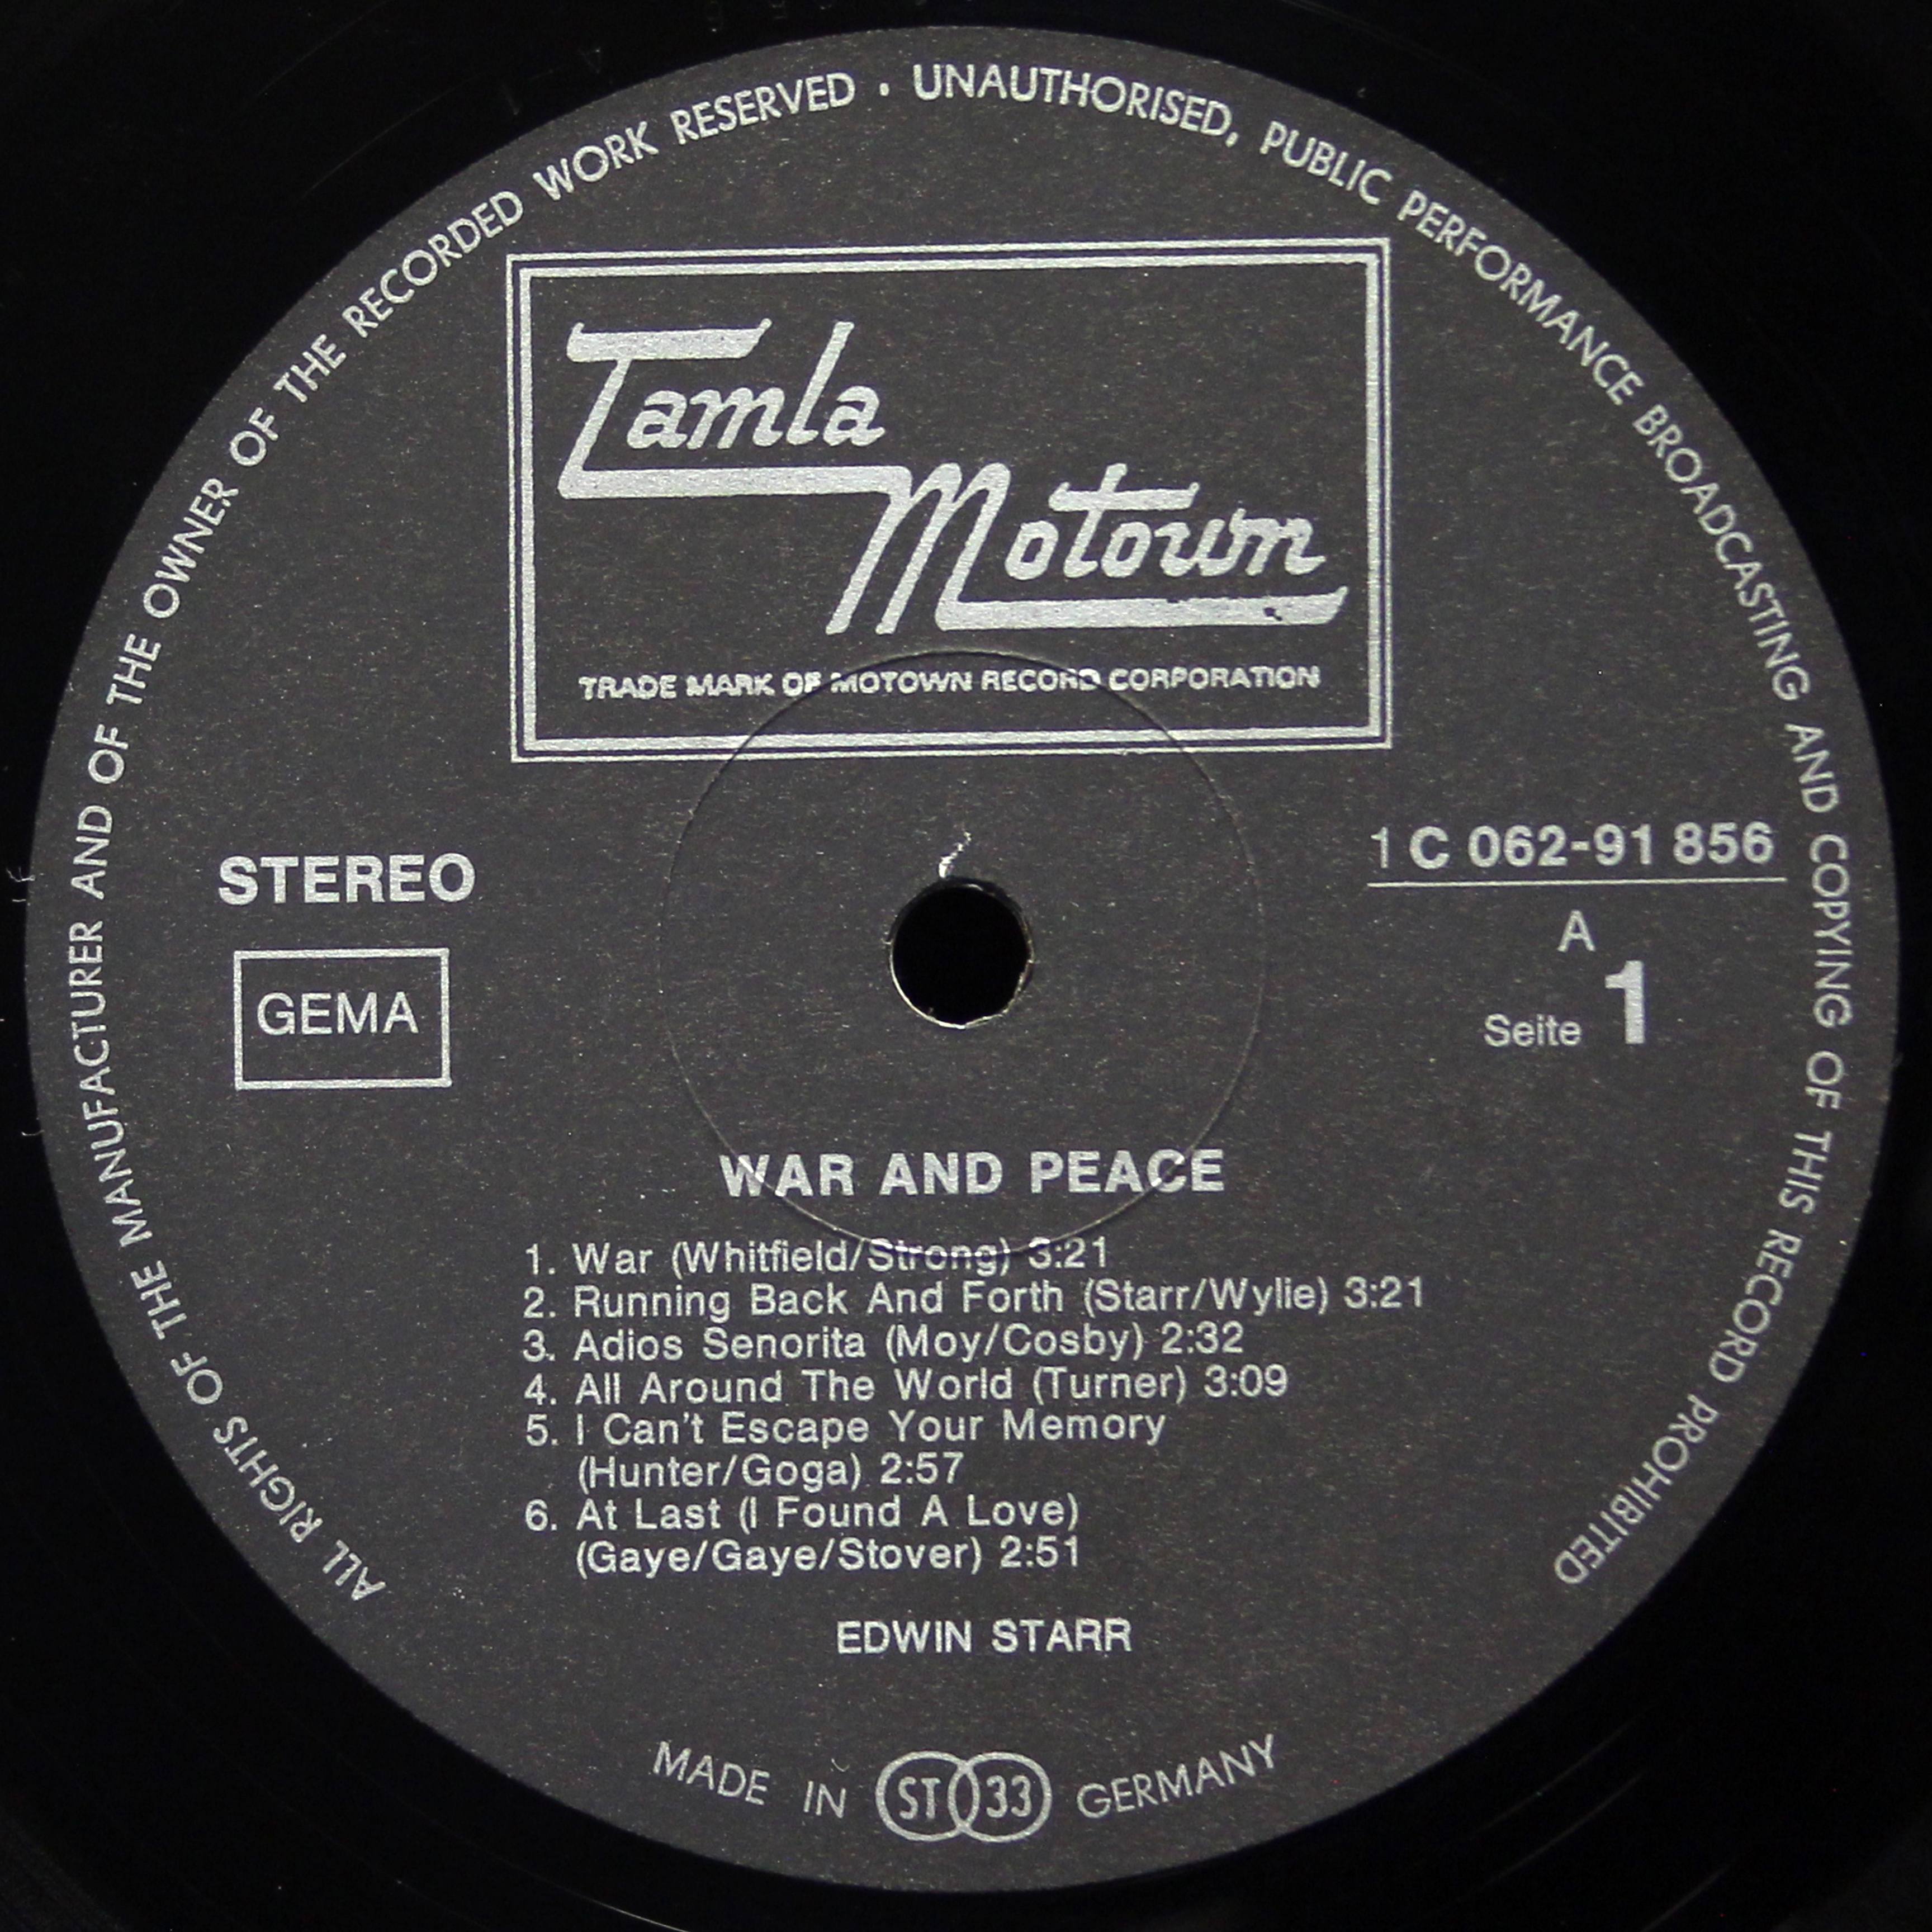 ALL RIGHTS OF THE MANUFACTURER AND OF THE OWNER OF THE RECORDED WORK RESERVED · UNAUTHORISED, PUBLIC PERFORMANCE BROADCASTING AND COPYING OF THIS RECORD PROHIBITED
Tamla
Motown
TRADE MARK OF MOTOWN RECORD CORPORATION
STEREO
GEMA
1 C 062-91 856
A
Seite 1
WAR AND PEACE
1. War (Whitfield/Strong) 3:21
2. Running Back And Forth (Starr/Wylie) 3:21
3. Adios Senorita (Moy/Cosby) 2:32
4. All Around The World (Turner) 3:09
5. I Can't Escape Your Memory
(Hunter/Goga) 2:57
6. At Last (I Found A Love)
(Gaye/Gaye/Stover) 2:51
EDWIN STARR
MADE IN ST 33 GERMANY